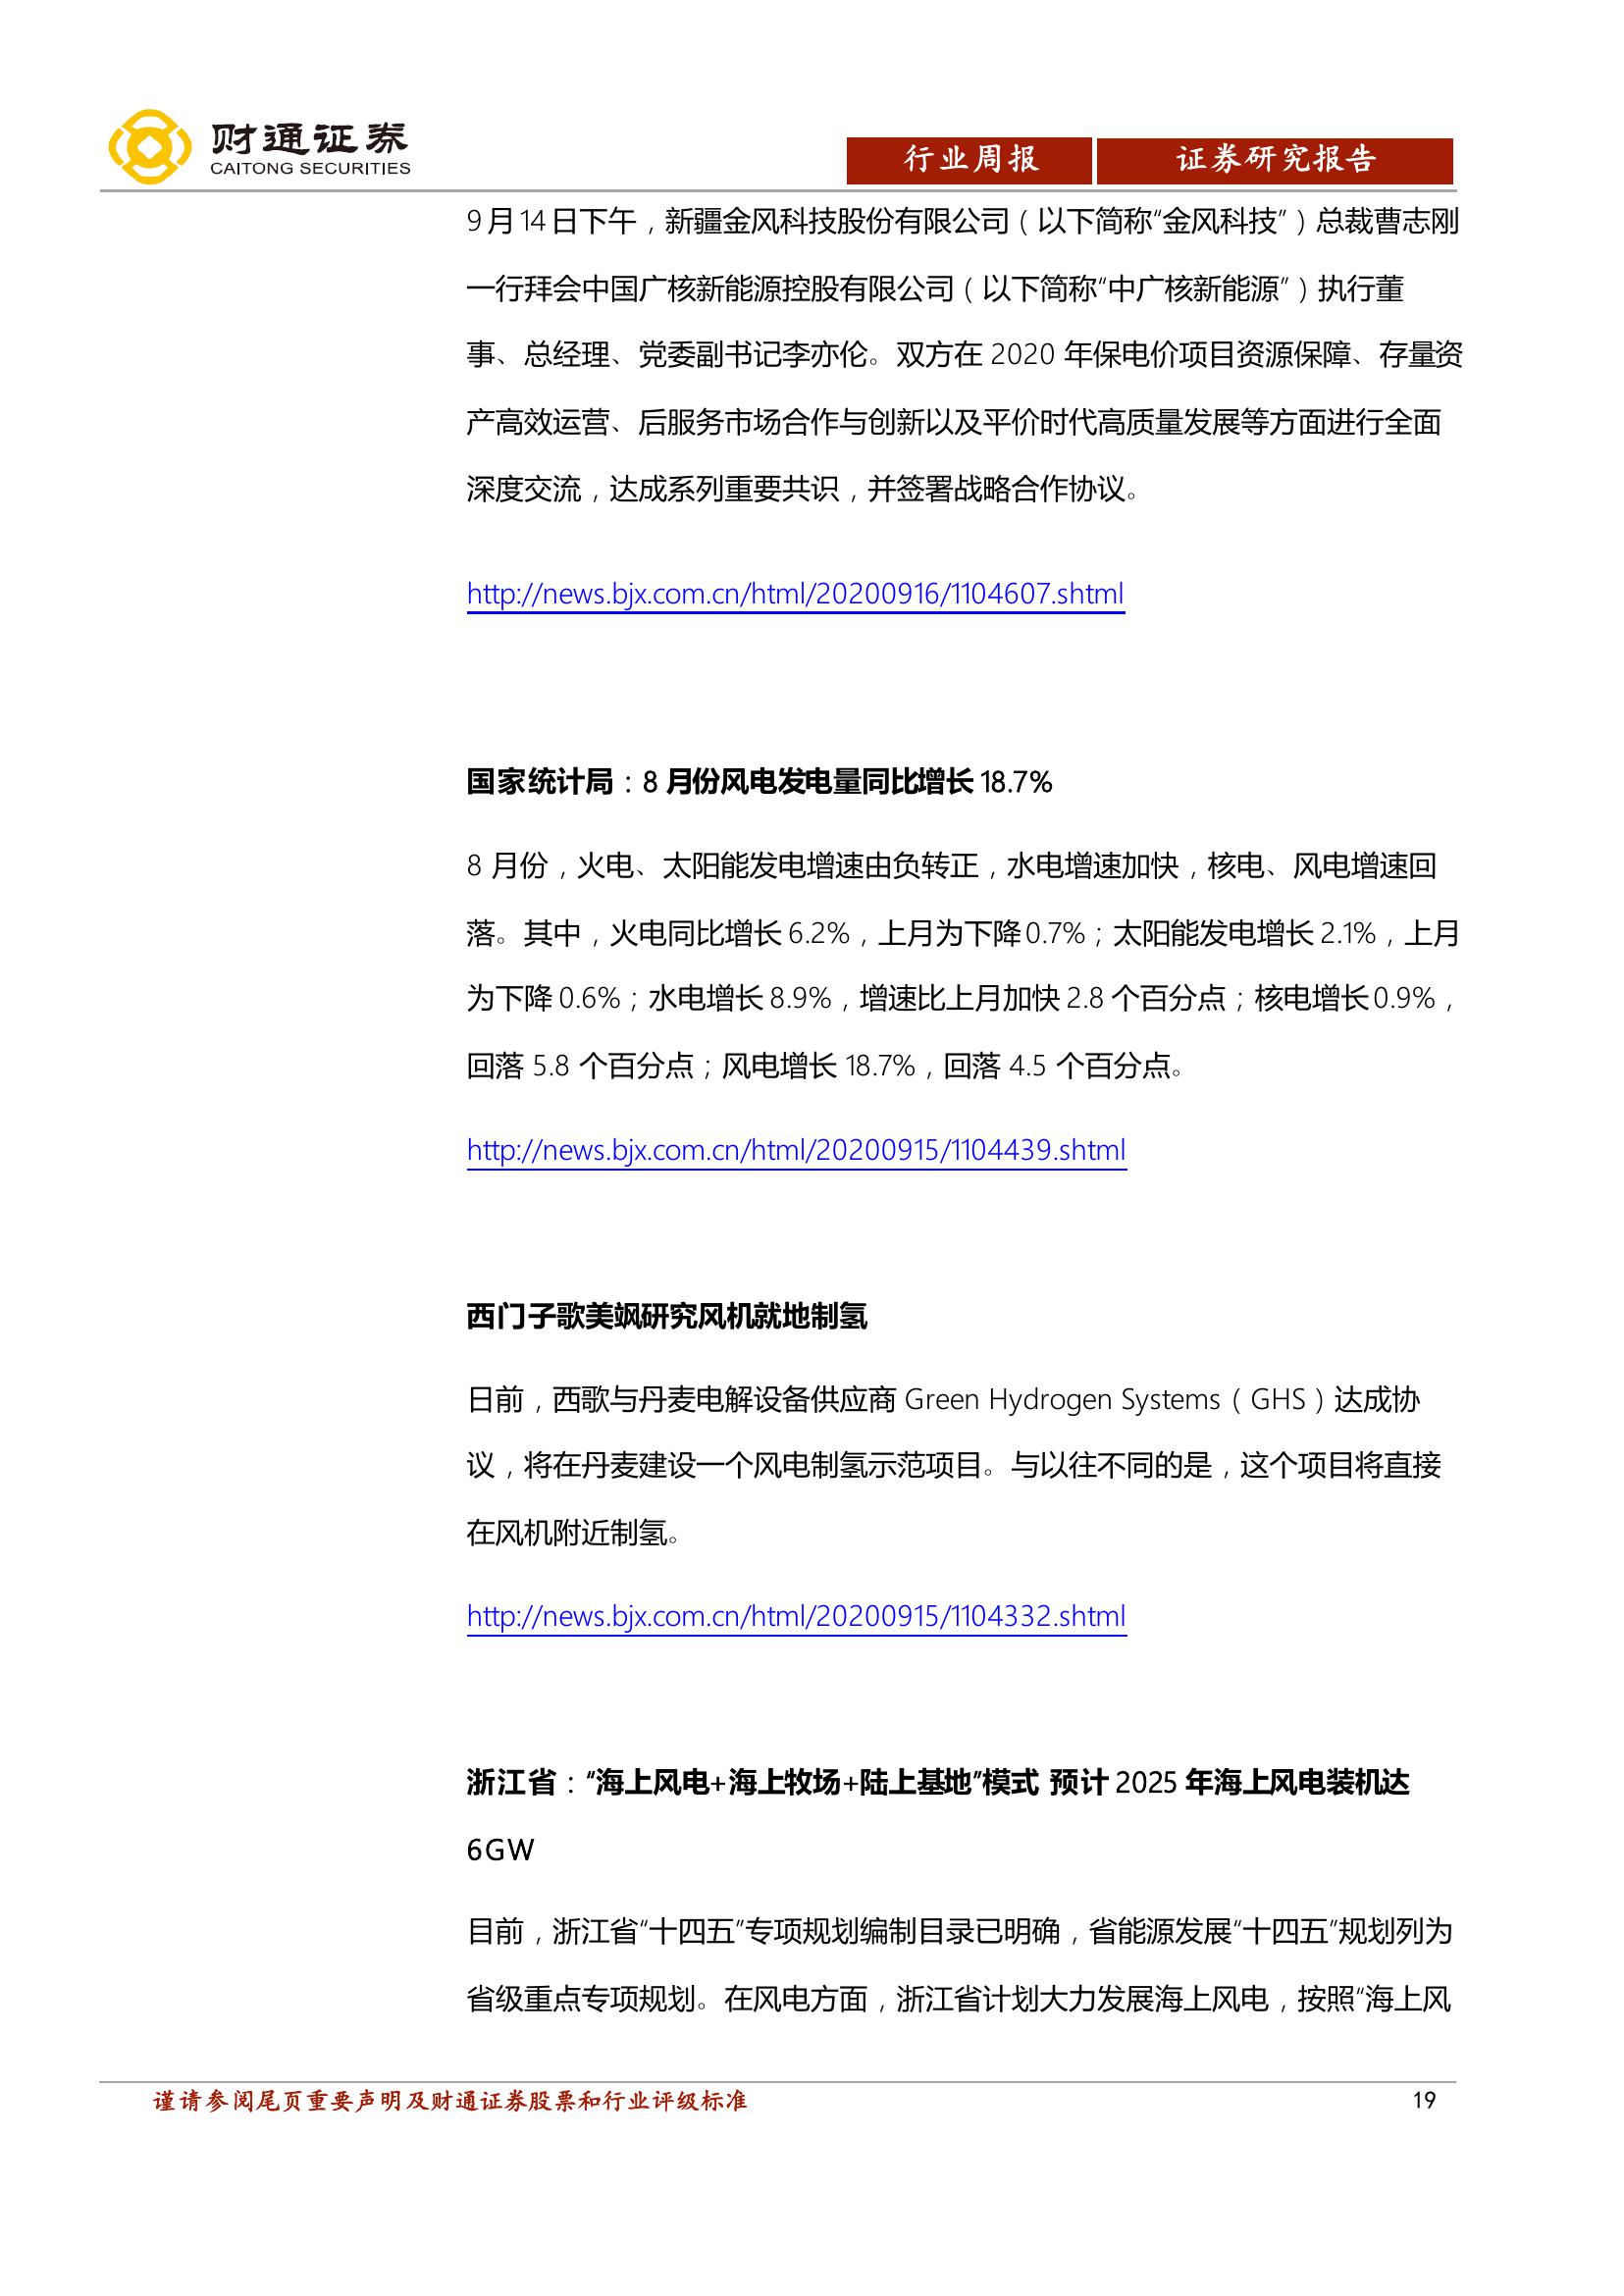 财通证券
CAITONG SECURITIES
行业周报
证券研究报告
9月14日下午，新疆金风科技股份有限公司（以下简称“金风科技”）总裁曹志刚
一行拜会中国广核新能源控股有限公司（以下简称“中广核新能源”）执行董
事、总经理、党委副书记李亦伦。双方在 2020 年保电价项目资源保障、存量资
产高效运营、后服务市场合作与创新以及平价时代高质量发展等方面进行全面
深度交流，达成系列重要共识，并签署战略合作协议。
http://news.bjx.com.cn/html/20200916/1104607.shtml
国家统计局：8 月份风电发电量同比增长 18.7%
8 月份，火电、太阳能发电增速由负转正，水电增速加快，核电、风电增速回
落。其中，火电同比增长 6.2%，上月为下降 0.7%；太阳能发电增长 2.1%，上月
为下降 0.6%；水电增长 8.9%，增速比上月加快 2.8 个百分点；核电增长 0.9%，
回落 5.8 个百分点；风电增长 18.7%，回落 4.5 个百分点。
http://news.bjx.com.cn/html/20200915/1104439.shtml
西门子歌美飒研究风机就地制氢
日前，西歌与丹麦电解设备供应商 Green Hydrogen Systems（GHS）达成协
议，将在丹麦建设一个风电制氢示范项目。与以往不同的是，这个项目将直接
在风机附近制氢。
http://news.bjx.com.cn/html/20200915/1104332.shtml
浙江省：“海上风电+海上牧场+陆上基地”模式 预计 2025 年海上风电装机达
6GW
目前，浙江省“十四五”专项规划编制目录已明确，省能源发展“十四五”规划列为
省级重点专项规划。在风电方面，浙江省计划大力发展海上风电，按照“海上风
谨请参阅尾页重要声明及财通证券股票和行业评级标准
19